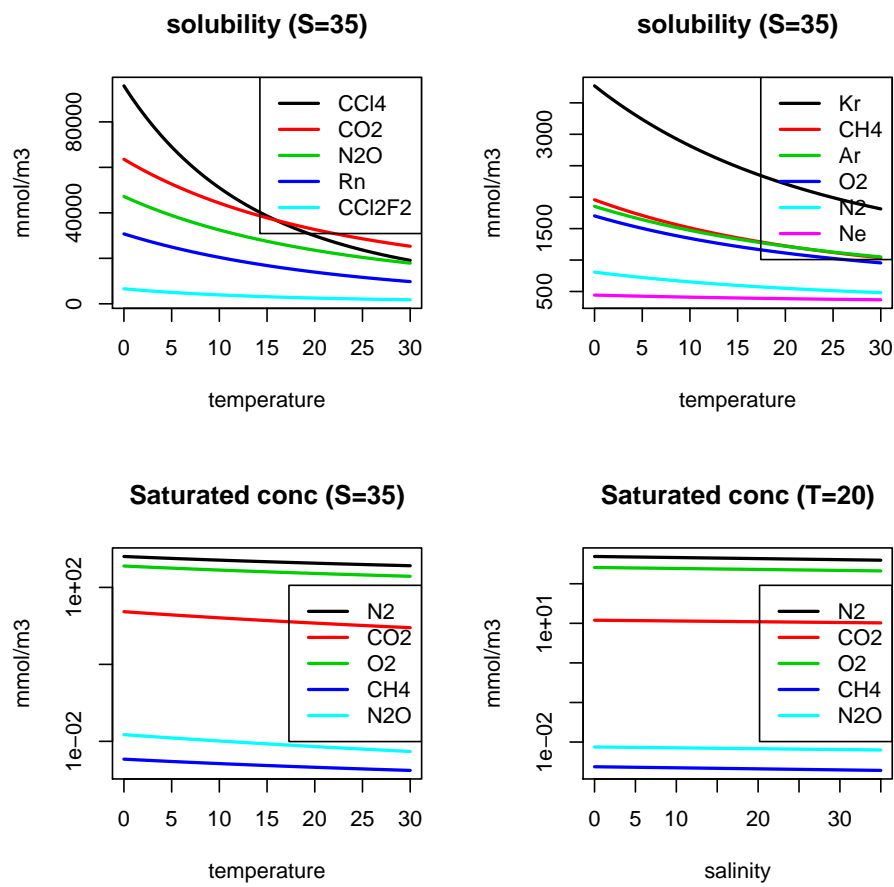 solubility (S=35)
mmol/m3
0
40000
80000
0 5 10 15 20 25 30
temperature
CCl4
CO2
N2O
Rn
CCl2F2
solubility (S=35)
mmol/m3
500
1500
3000
0 5 10 15 20 25 30
temperature
Kr
CH4
Ar
O2
N2
Ne
Saturated conc (S=35)
mmol/m3
1e−02
1e+02
0 5 10 15 20 25 30
temperature
N2
CO2
O2
CH4
N2O
Saturated conc (T=20)
mmol/m3
1e−02
1e+01
0 5 10 20 30
salinity
N2
CO2
O2
CH4
N2O